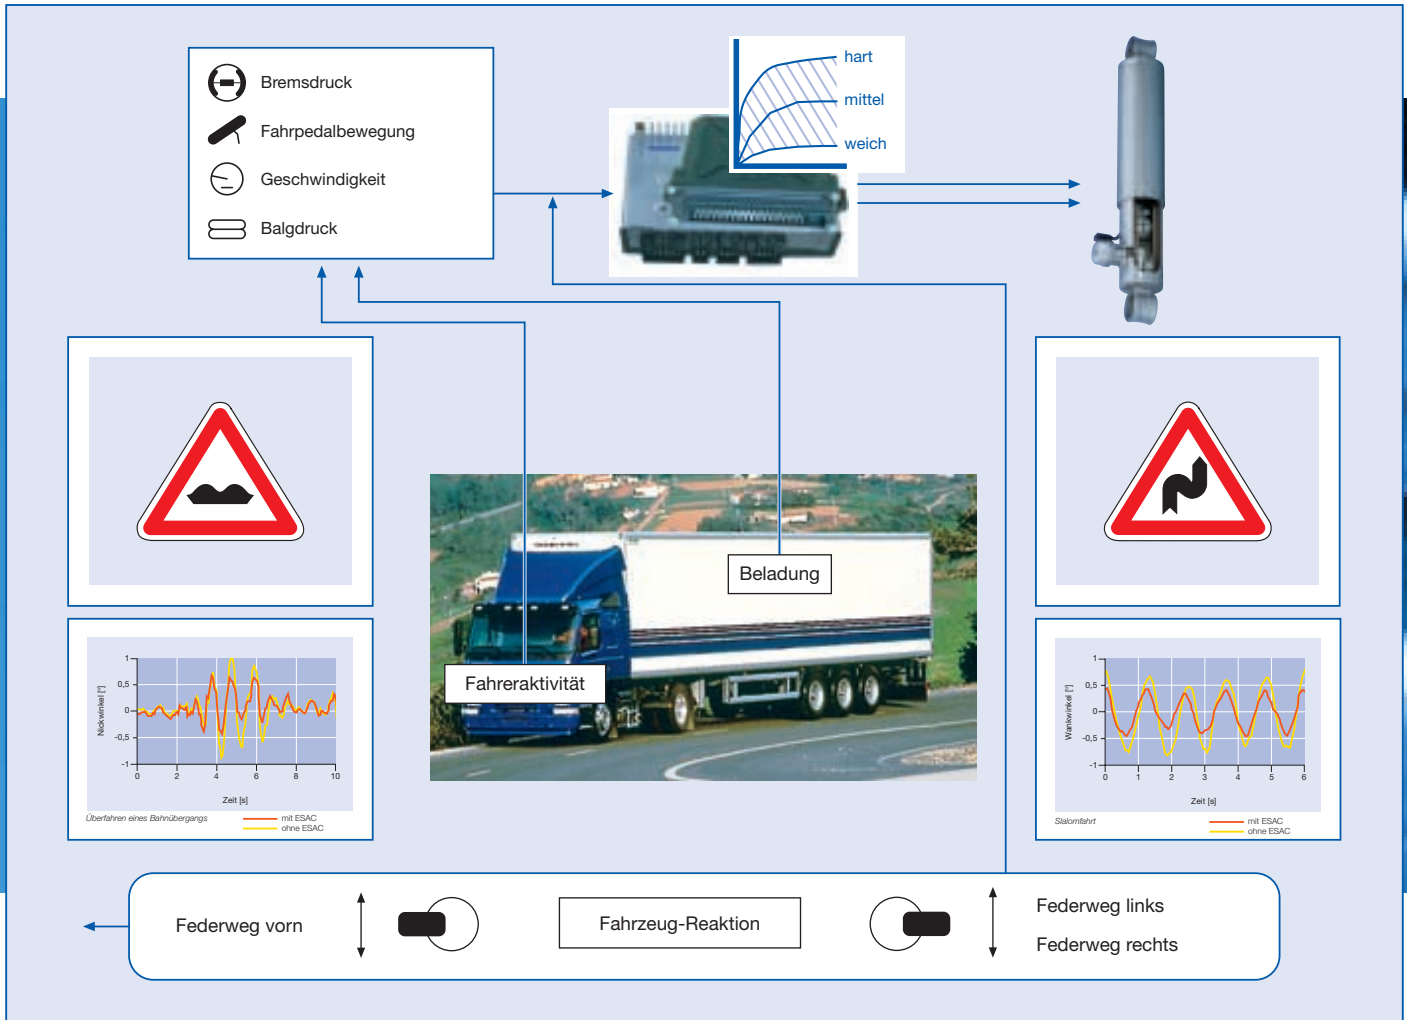 Bremsdruck
Fahrpedalbewegung
Geschwindigkeit
Balgdruck
hart
mittel
weich
Beladung
Fahreraktivität
Nickwinkel [°]
1
0,5
0
-0,5
-1
0 2 4 6 8 10
Zeit [s]
Überfahren eines Bahnübergangs
mit ESAC
ohne ESAC
Wankwinkel [°]
1
0,5
0
-0,5
-1
0 1 2 3 4 5 6
Zeit [s]
Slalomfahrt
mit ESAC
ohne ESAC
Federweg vorn
Fahrzeug-Reaktion
Federweg links
Federweg rechts